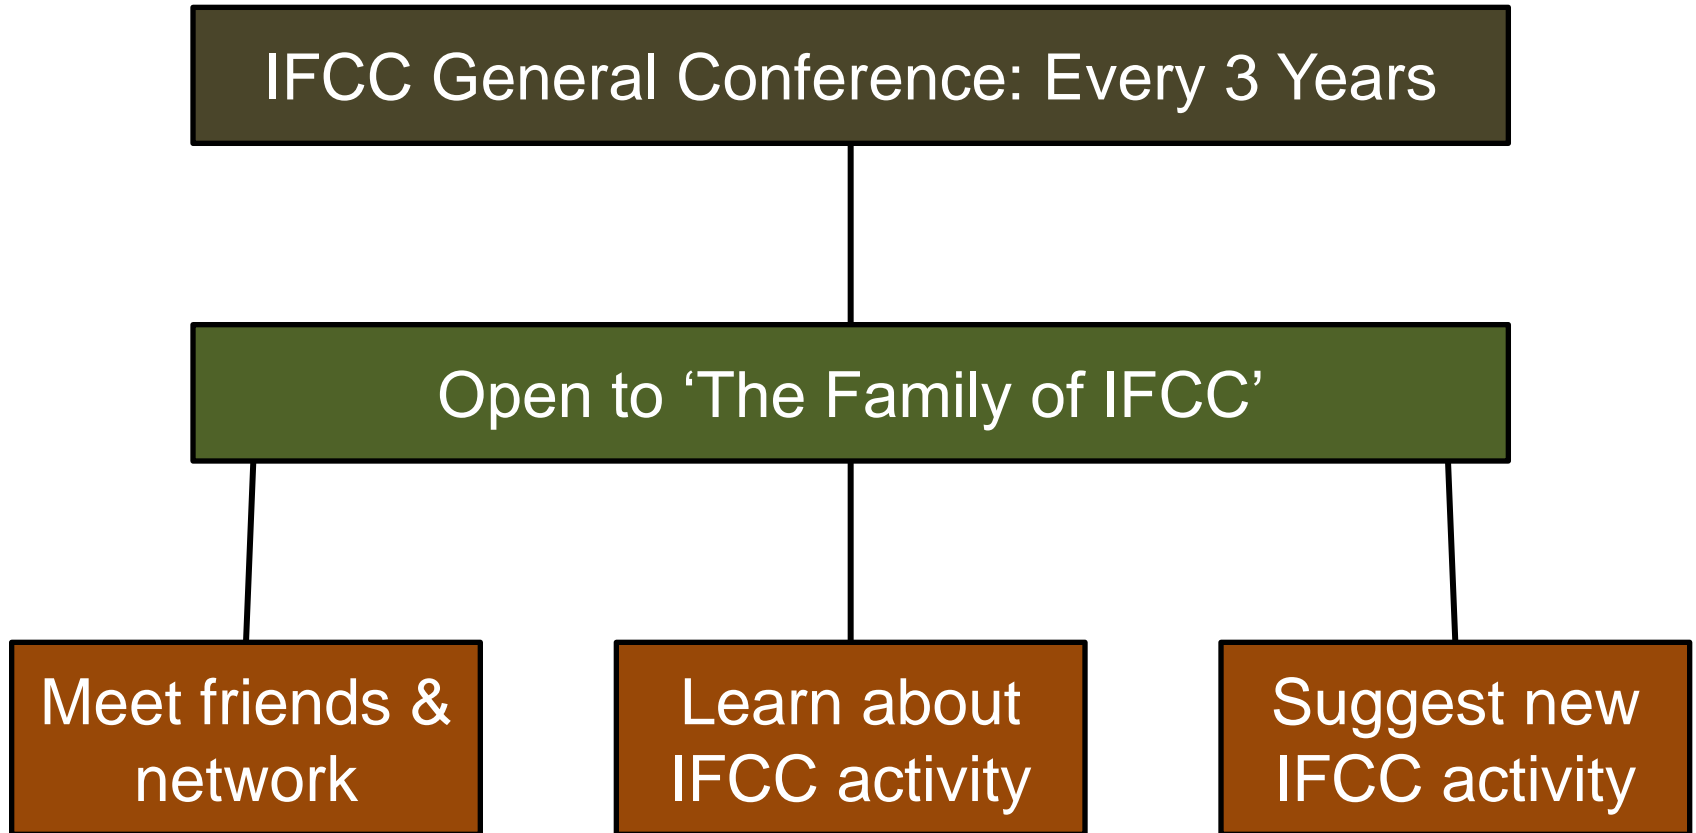 IFCC General Conference: Every 3 Years
Open to ‘The Family of IFCC’
Meet friends &
network
Learn about
IFCC activity
Suggest new
IFCC activity